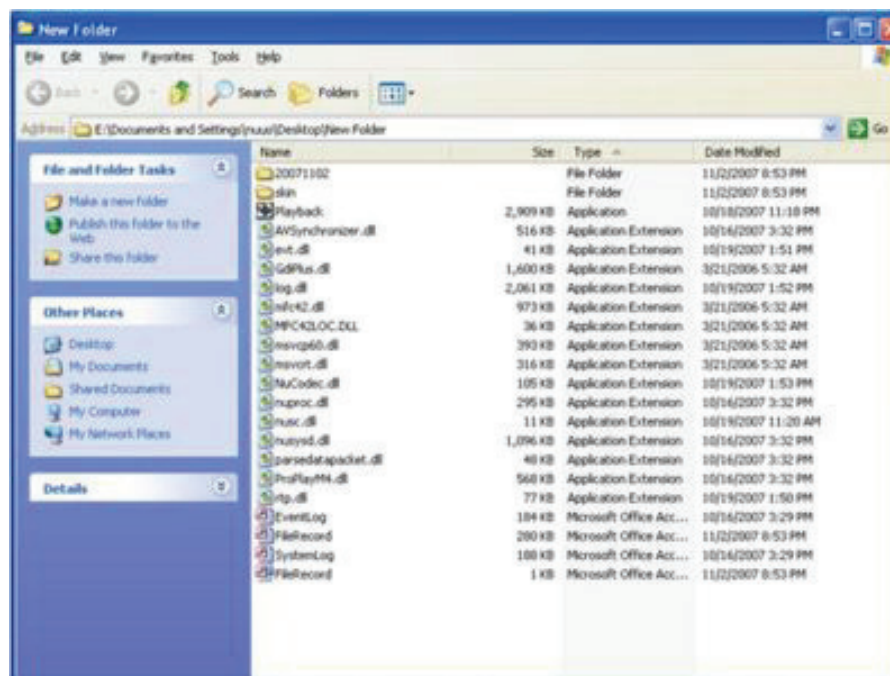 New Folder
File Edit View Favorites Tools Help
Back Search Folders
Address E:\Documents and Settings\nuuo\Desktop\New Folder Go
File and Folder Tasks
Make a new folder
Publish this folder to the Web
Share this folder
Other Places
Desktop
My Documents
Shared Documents
My Computer
My Network Places
Details
Name Size Type Date Modified
20071102 File Folder 11/2/2007 8:53 PM
skin File Folder 11/2/2007 8:53 PM
Playback 2,909 KB Application 10/18/2007 11:18 PM
AVSynchronizer.dll 516 KB Application Extension 10/16/2007 3:32 PM
evt.dll 41 KB Application Extension 10/19/2007 1:51 PM
GdiPlus.dll 1,600 KB Application Extension 3/21/2006 5:32 AM
log.dll 2,061 KB Application Extension 10/19/2007 1:52 PM
mfc42.dll 973 KB Application Extension 3/21/2006 5:32 AM
MFC42LOC.DLL 36 KB Application Extension 3/21/2006 5:32 AM
msvcp60.dll 393 KB Application Extension 3/21/2006 5:32 AM
msvcrt.dll 316 KB Application Extension 3/21/2006 5:32 AM
NuCodec.dll 105 KB Application Extension 10/19/2007 1:53 PM
nuproc.dll 295 KB Application Extension 10/16/2007 3:32 PM
nusc.dll 11 KB Application Extension 10/19/2007 11:20 AM
nusysd.dll 1,096 KB Application Extension 10/16/2007 3:32 PM
parsedatapacket.dll 48 KB Application Extension 10/16/2007 3:32 PM
ProPlayM4.dll 568 KB Application Extension 10/16/2007 3:32 PM
rtp.dll 77 KB Application Extension 10/19/2007 1:50 PM
EventLog 184 KB Microsoft Office Acc... 10/16/2007 3:29 PM
FileRecord 280 KB Microsoft Office Acc... 11/2/2007 8:53 PM
SystemLog 188 KB Microsoft Office Acc... 10/16/2007 3:29 PM
FileRecord 1 KB Microsoft Office Acc... 11/2/2007 8:53 PM